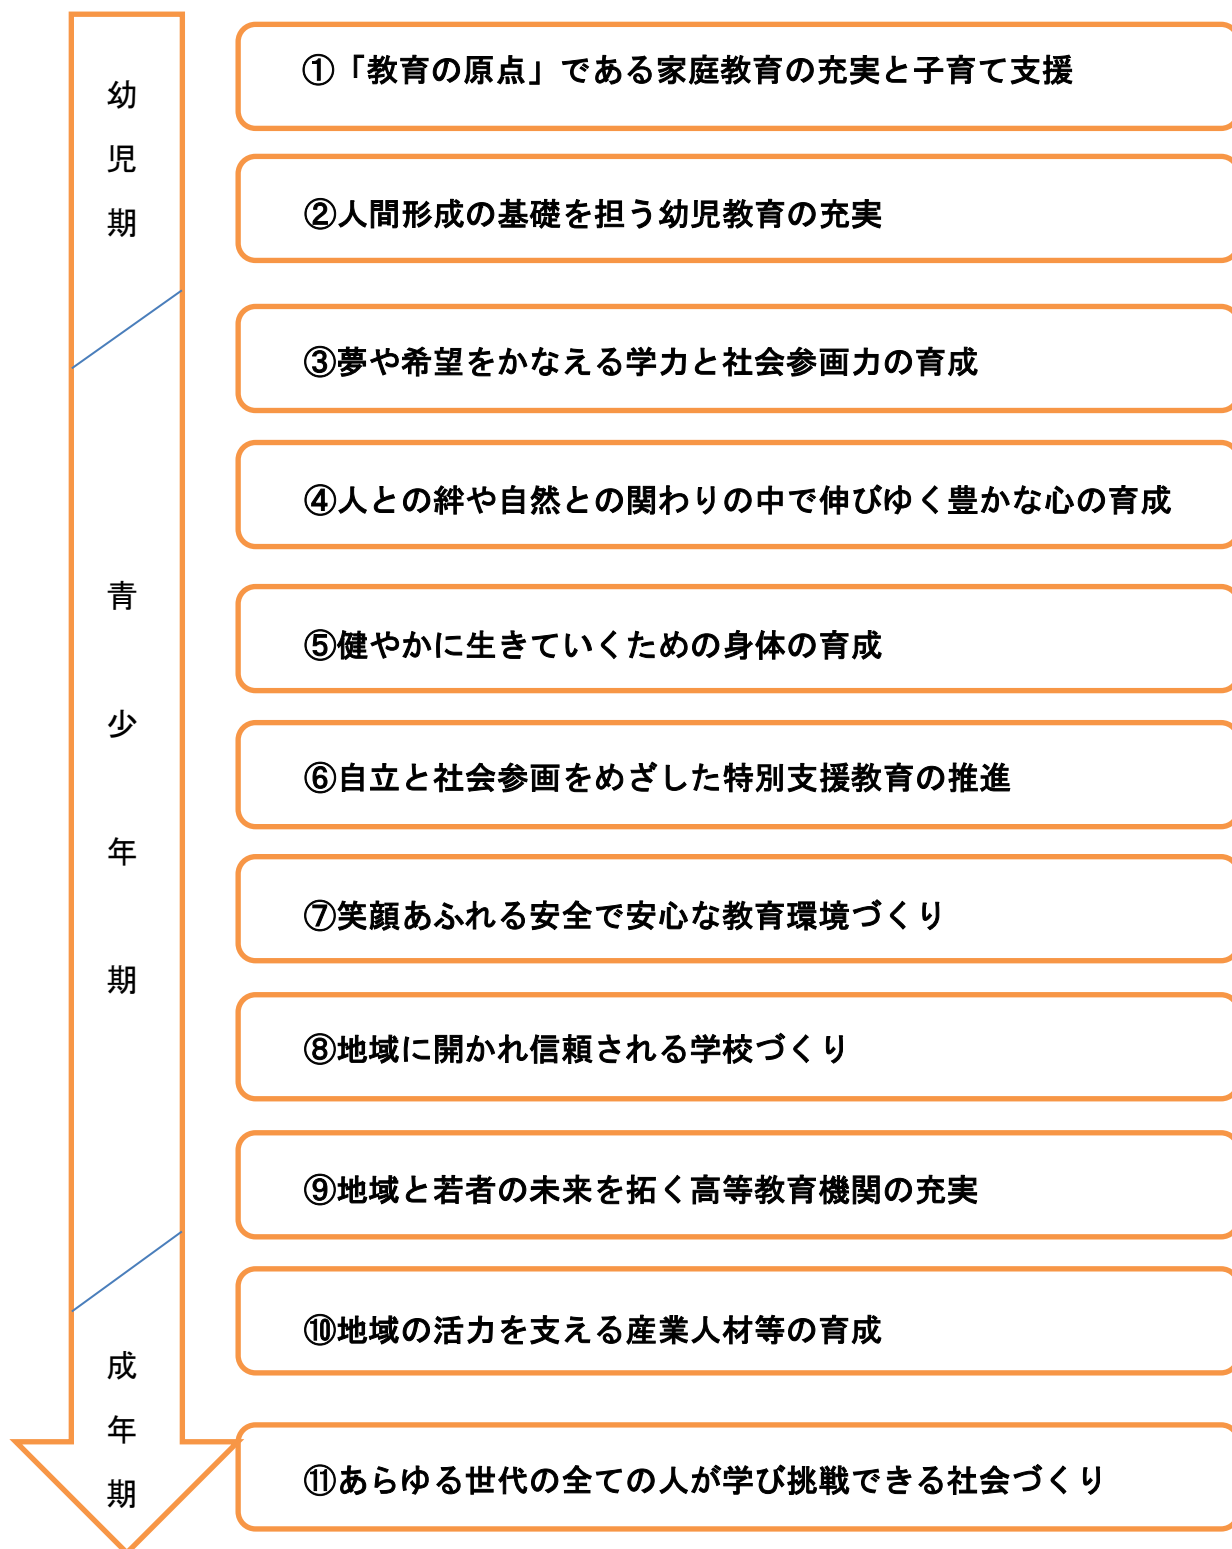 幼児期
①「教育の原点」である家庭教育の充実と子育て支援
②人間形成の基礎を担う幼児教育の充実
青少年期
③夢や希望をかなえる学力と社会参画力の育成
④人との絆や自然との関わりの中で伸びゆく豊かな心の育成
⑤健やかに生きていくための身体の育成
⑥自立と社会参画をめざした特別支援教育の推進
⑦笑顔あふれる安全で安心な教育環境づくり
⑧地域に開かれ信頼される学校づくり
⑨地域と若者の未来を拓く高等教育機関の充実
成年期
⑩地域の活力を支える産業人材等の育成
⑪あらゆる世代の全ての人が学び挑戦できる社会づくり